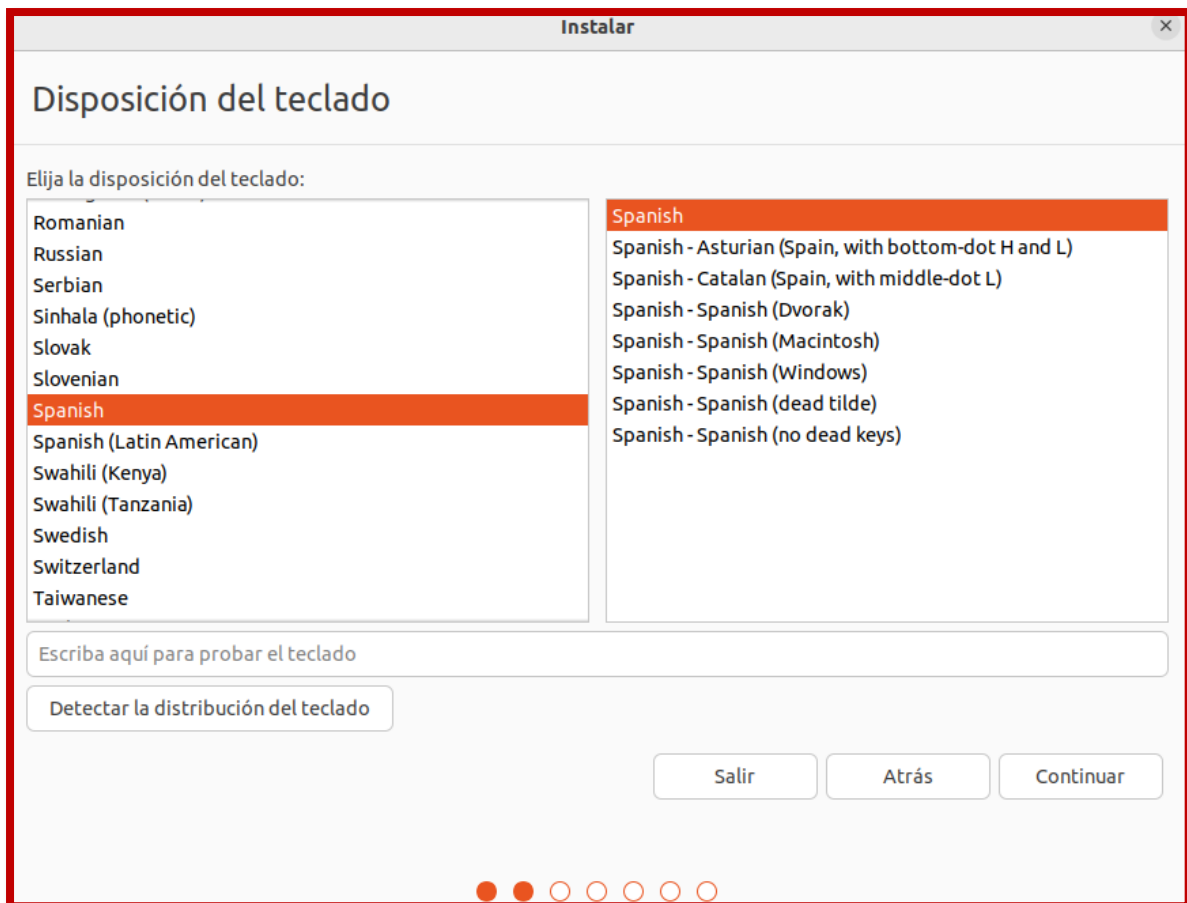 Instalar
Disposición del teclado
Elija la disposición del teclado:
Romanian
Russian
Serbian
Sinhala (phonetic)
Slovak
Slovenian
Spanish
Spanish (Latin American)
Swahili (Kenya)
Swahili (Tanzania)
Swedish
Switzerland
Taiwanese
Spanish
Spanish - Asturian (Spain, with bottom-dot H and L)
Spanish - Catalan (Spain, with middle-dot L)
Spanish - Spanish (Dvorak)
Spanish - Spanish (Macintosh)
Spanish - Spanish (Windows)
Spanish - Spanish (dead tilde)
Spanish - Spanish (no dead keys)
Escriba aquí para probar el teclado
Detectar la distribución del teclado
Salir Atrás Continuar